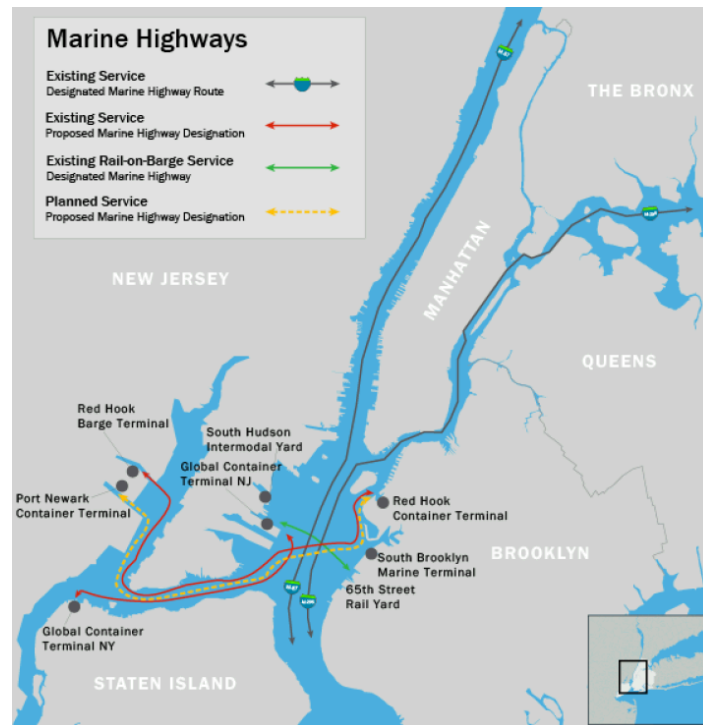 Marine Highways
Existing Service
Designated Marine Highway Route
Existing Service
Proposed Marine Highway Designation
Existing Rail-on-Barge Service
Designated Marine Highway
Planned Service
Proposed Marine Highway Designation
THE BRONX
MANHATTAN
NEW JERSEY
QUEENS
Red Hook
Barge Terminal
South Hudson
Intermodal Yard
Global Container
Terminal NJ
Port Newark
Container Terminal
Red Hook
Container Terminal
BROOKLYN
South Brooklyn
Marine Terminal
65th Street
Rail Yard
Global Container
Terminal NY
STATEN ISLAND